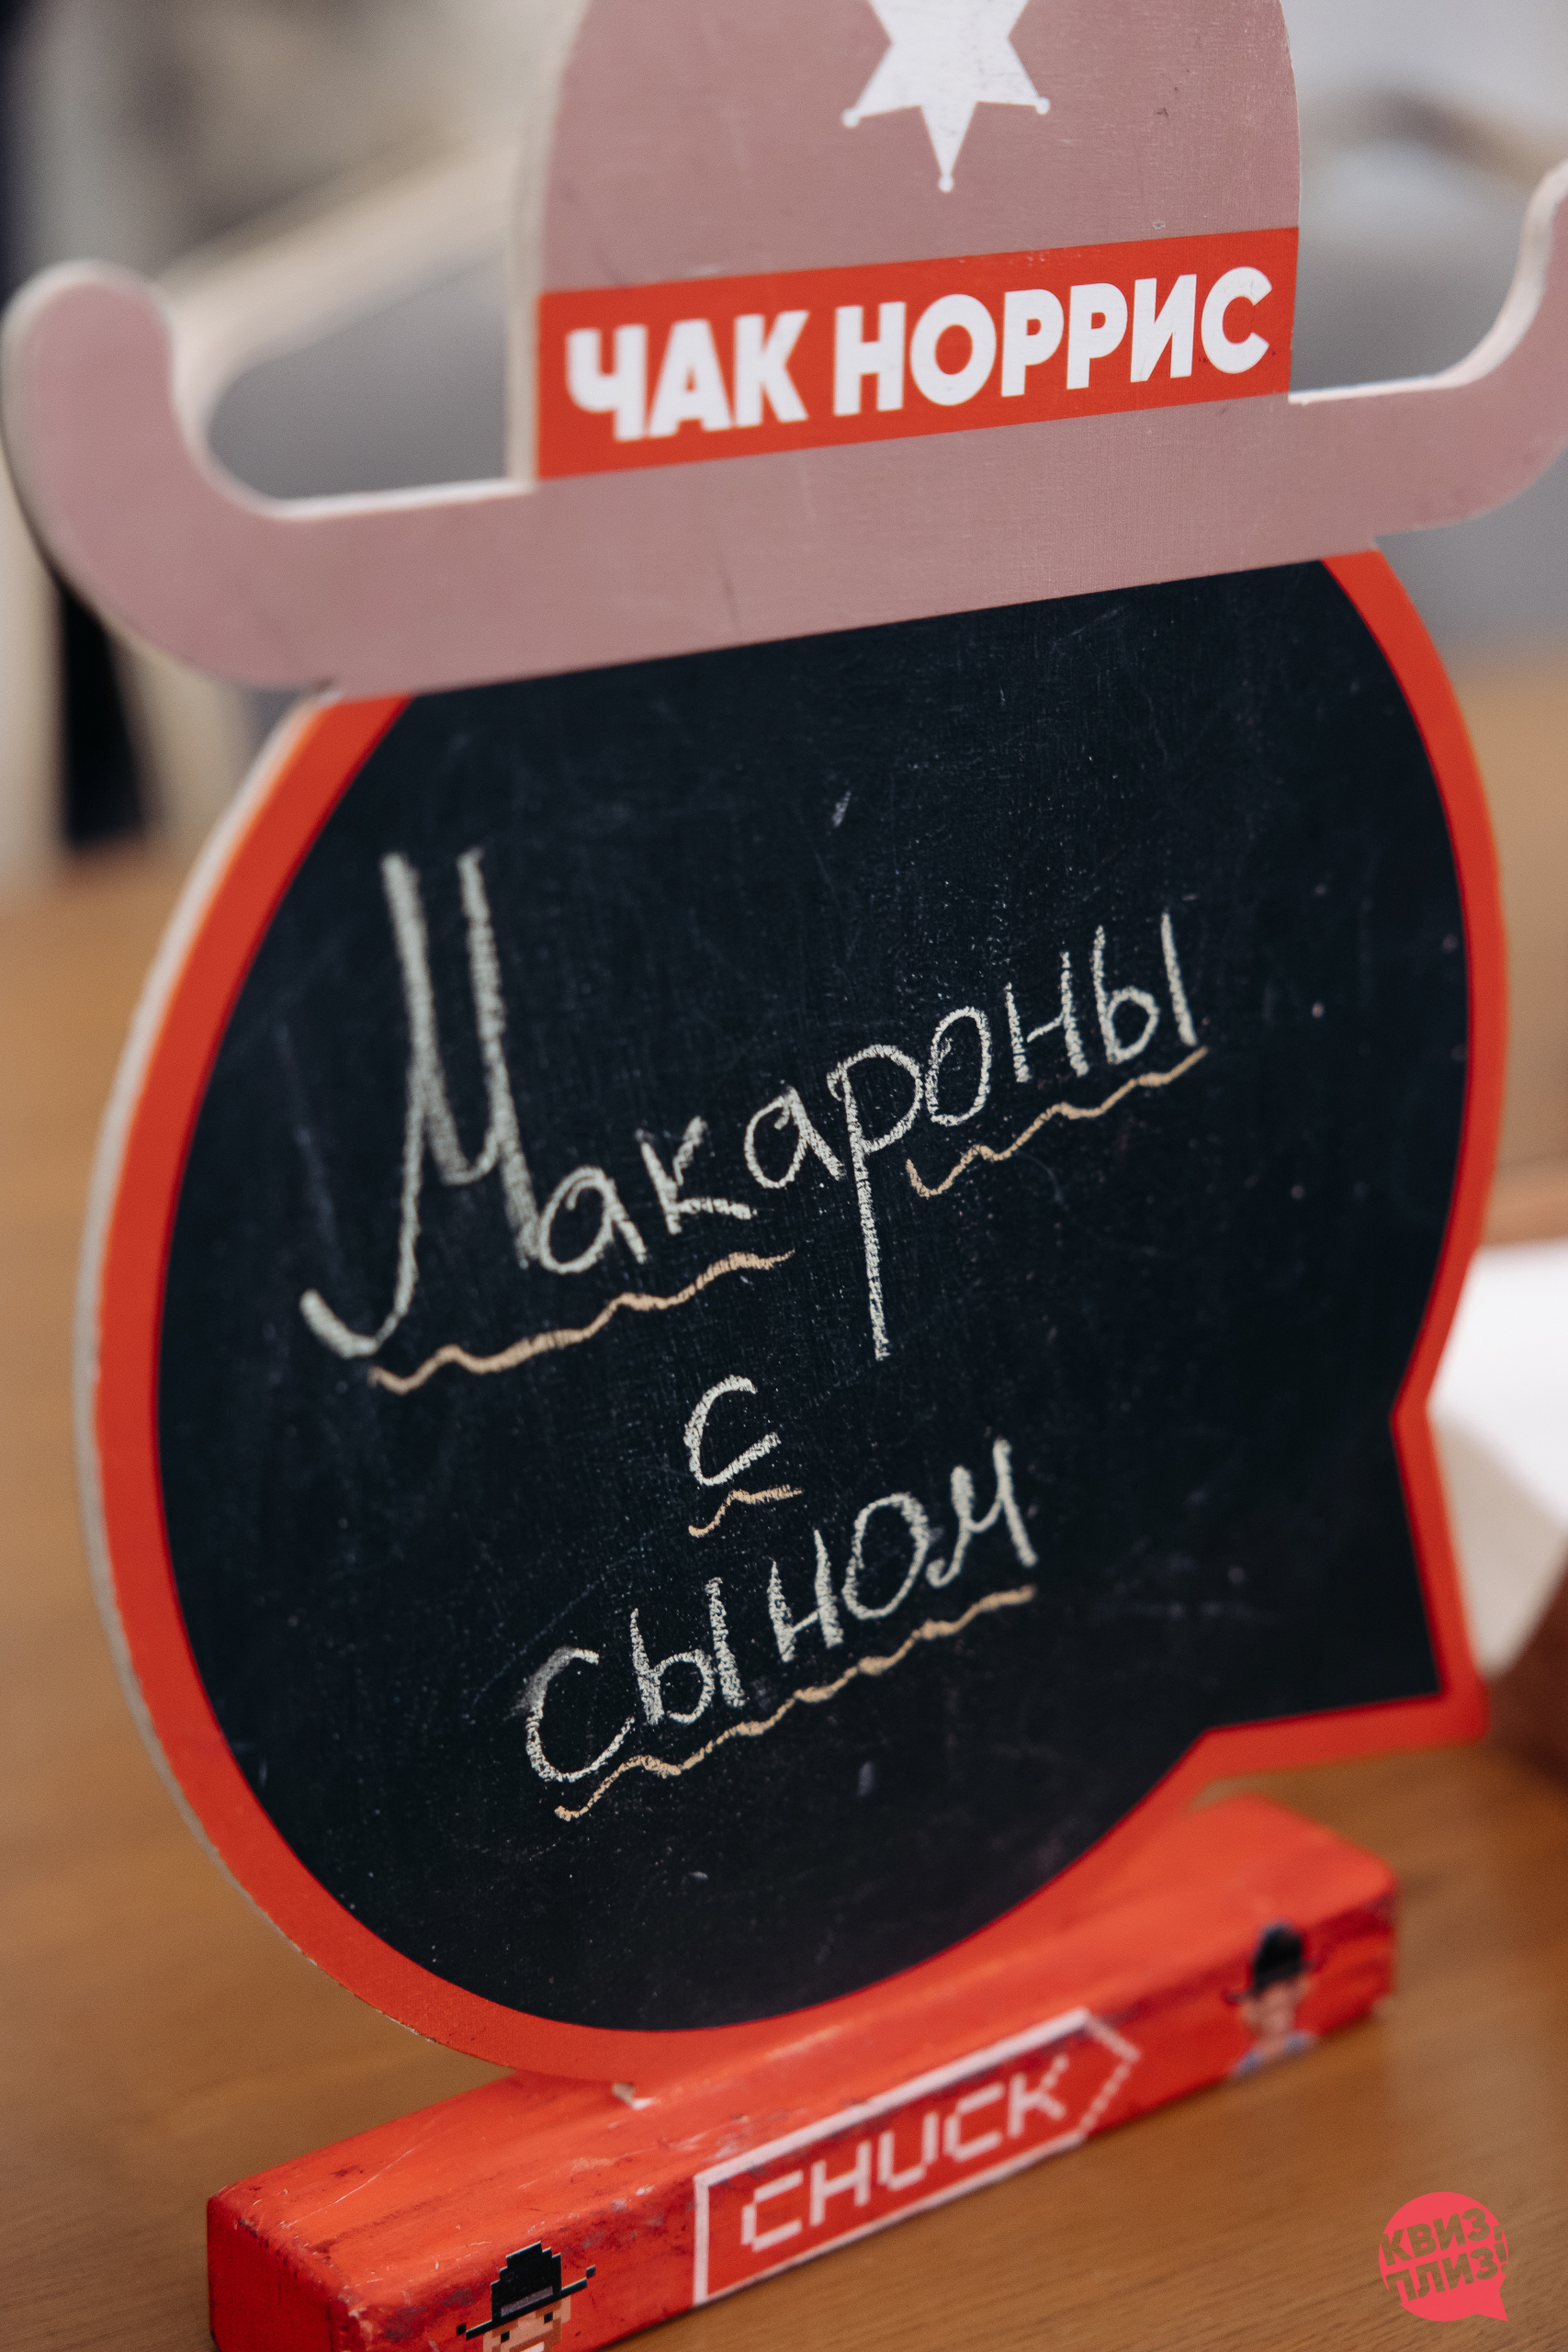 ЧАК НОРРИС
Макароны
с
сыном
CHUCK
КВИЗ,
ПЛИЗ!